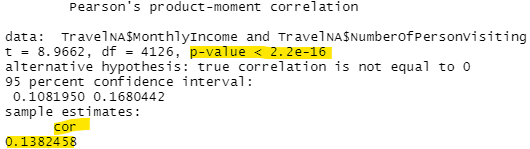 Pearson's product-moment correlation
data:  TravelNA$MonthlyIncome and TravelNA$NumberOfPersonVisiting
t = 8.9662, df = 4126, p-value < 2.2e-16
alternative hypothesis: true correlation is not equal to 0
95 percent confidence interval:
0.1081950 0.1680442
sample estimates:
cor
0.1382458